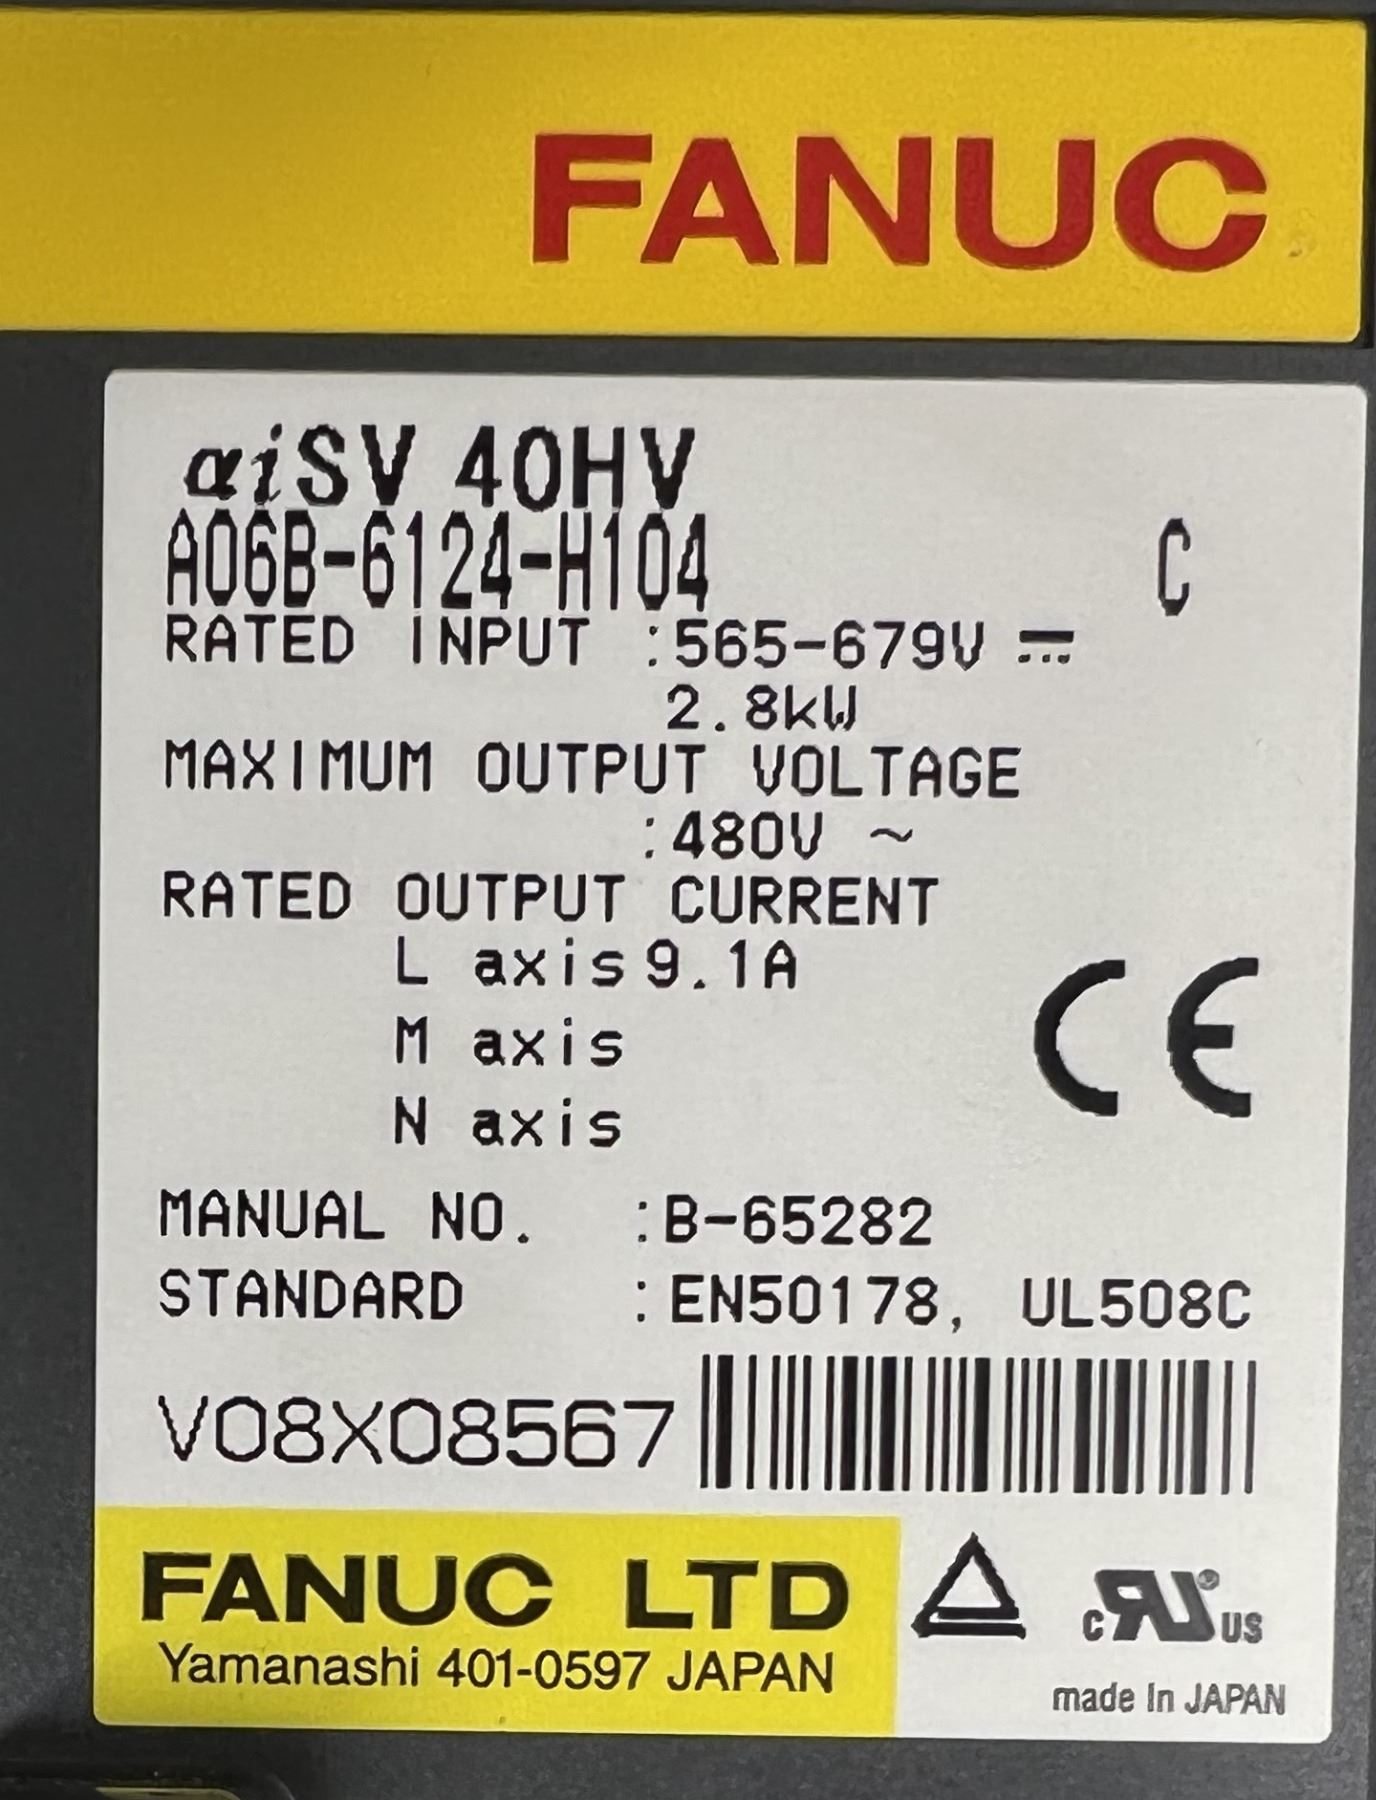 FANUC
αiSV 40HV
A06B-6124-H104 C
RATED INPUT :565-679V ⎓
2.8kW
MAXIMUM OUTPUT VOLTAGE
:480V ~
RATED OUTPUT CURRENT
L axis 9.1A
M axis
N axis
CE
MANUAL NO. :B-65282
STANDARD :EN50178, UL508C
V08X08567
FANUC LTD
Yamanashi 401-0597 JAPAN
c RU ® US
made In JAPAN